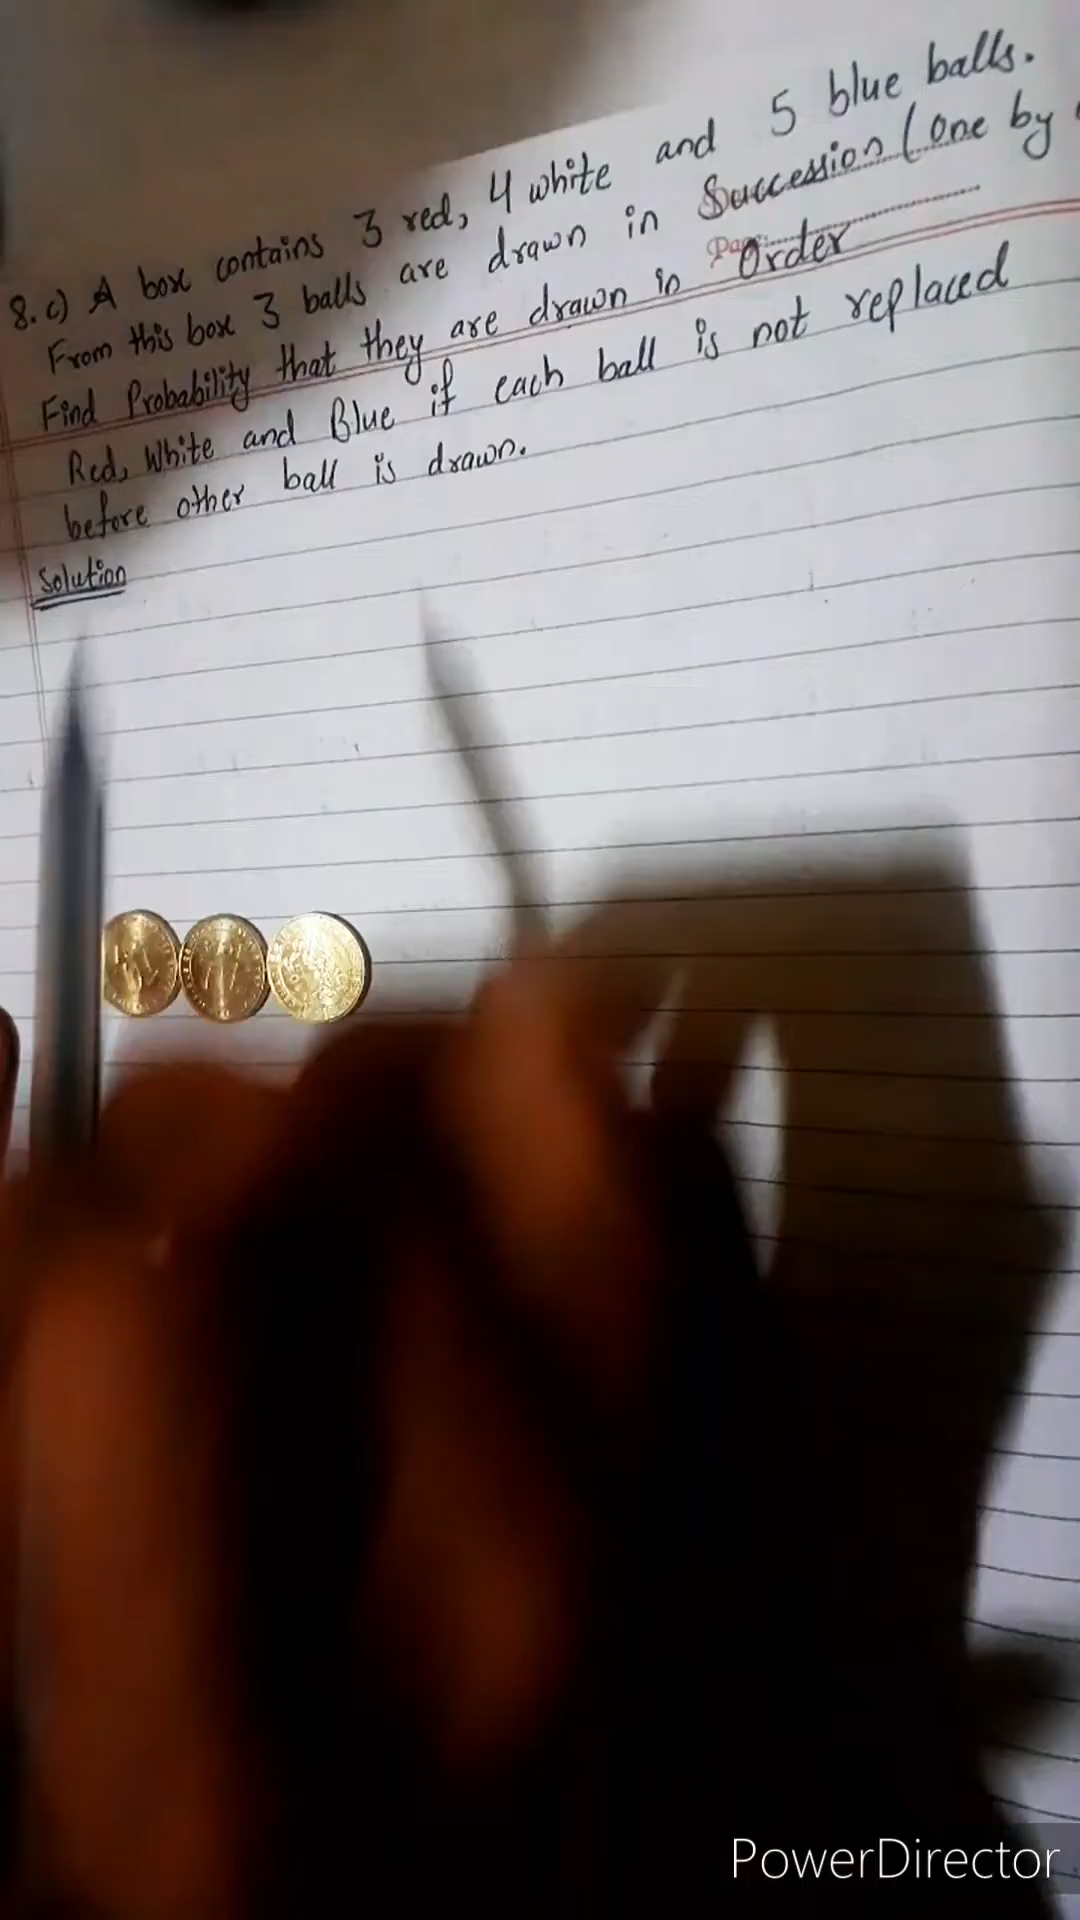 8. c) A box contains 3 red, 4 white and 5 blue balls.
From this box 3 balls are drawn in Succession (one by
Find Probability that they are drawn in Order
Red, White and Blue if each ball is not replaced
before other ball is drawn.
Solution
PowerDirector